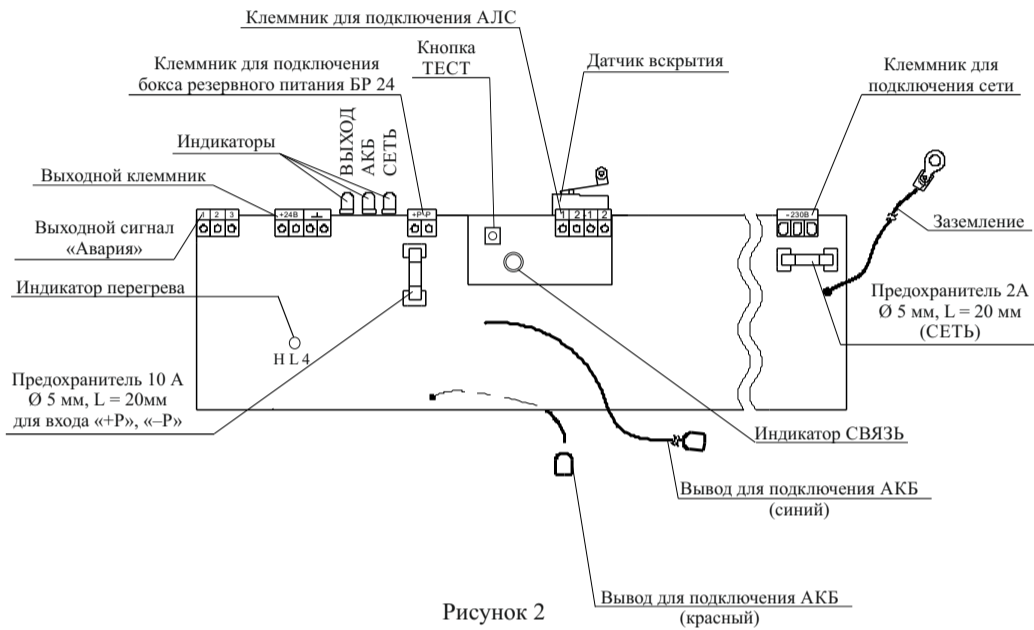 Клеммник для подключения АЛС
Кнопка
ТЕСТ
Датчик вскрытия
Клеммник для подключения
бокса резервного питания БР 24
Клеммник для
подключения сети
Индикаторы
ВЫХОД
АКБ
СЕТЬ
Выходной клеммник
1 2 3
+24В ⊥
+Р -Р
1 2 -1 2
~230В
Выходной сигнал
«Авария»
Заземление
Индикатор перегрева
HL4
Предохранитель 2А
Ø 5 мм, L = 20 мм
(СЕТЬ)
Предохранитель 10 А
Ø 5 мм, L = 20мм
для входа «+Р», «–Р»
Индикатор СВЯЗЬ
Вывод для подключения АКБ
(синий)
Вывод для подключения АКБ
(красный)
Рисунок 2